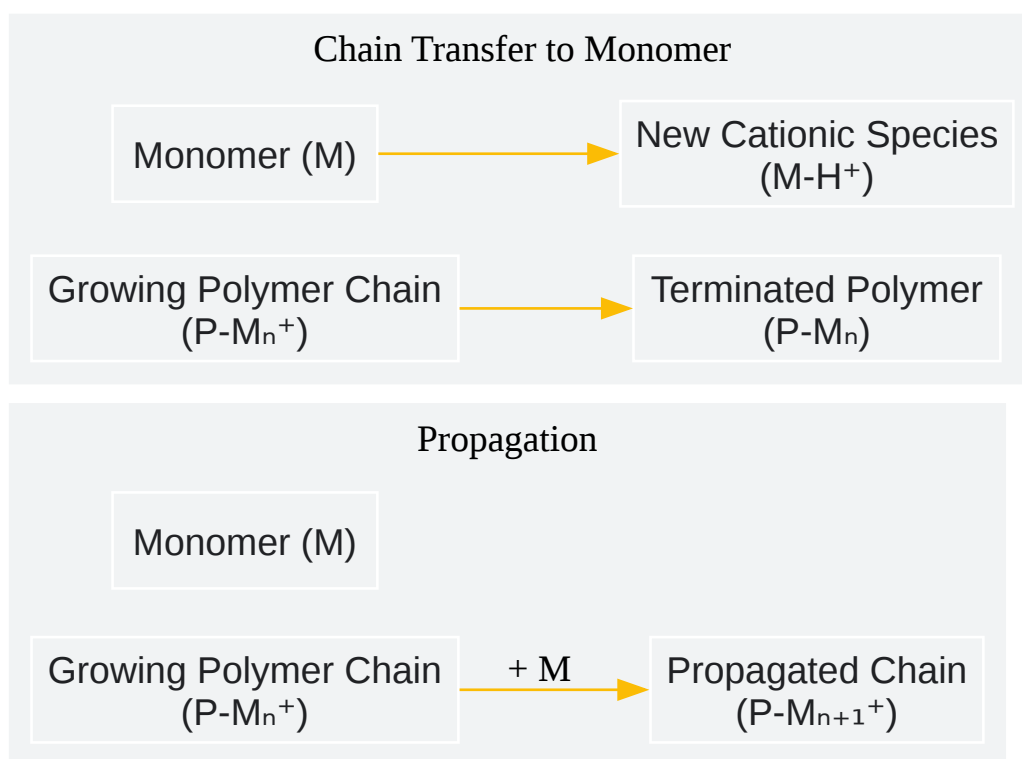 Chain Transfer to Monomer
Monomer (M)
New Cationic Species
(M-H⁺)
Growing Polymer Chain
(P-Mₙ⁺)
Terminated Polymer
(P-Mₙ)
Propagation
Monomer (M)
Growing Polymer Chain
(P-Mₙ⁺)
+ M
Propagated Chain
(P-Mₙ₊₁⁺)